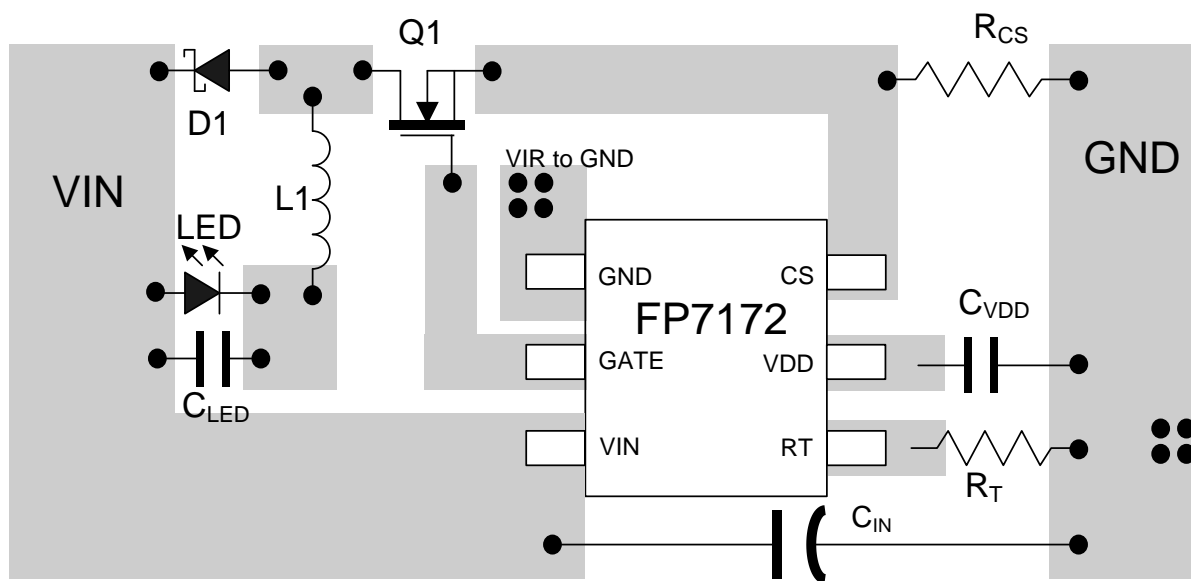 Q1
RCS
D1
VIR to GND
GND
VIN
L1
LED
GND
CS
FP7172
CVDD
GATE
VDD
CLED
VIN
RT
RT
CIN